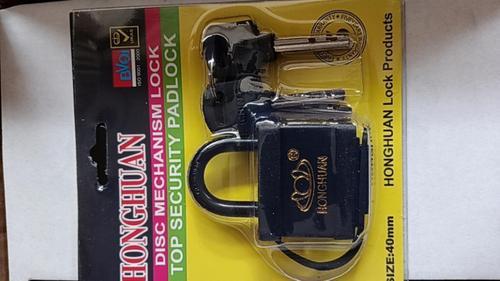 HONGHUAN
DISC MECHANISM LOCK
TOP SECURITY PADLOCK
HONGHUAN
HONGHUAN Lock Products
SIZE:40mm